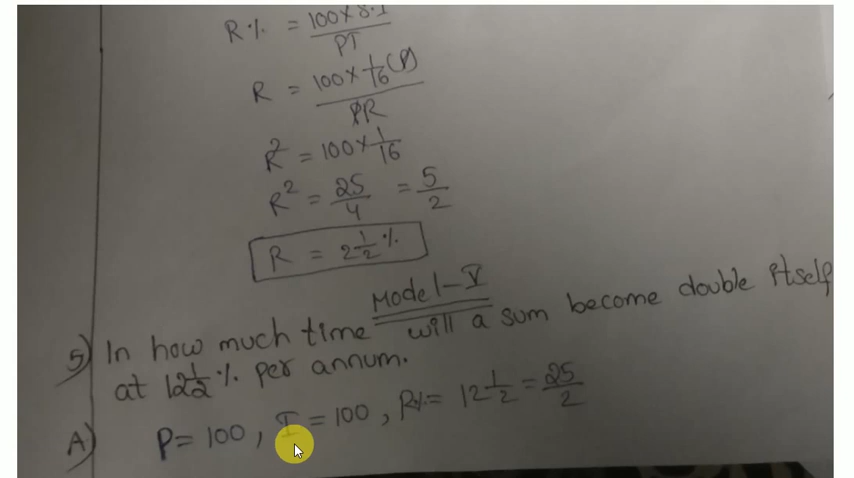 R% = 100×S.I / PT
R = 100×1/16(P) / PR
R² = 100×1/16
R² = 25/4 = 5/2
R = 2 1/2 %
Model-V
5) In how much time will a sum become double itself
at 12 1/2 % per annum.
A) P = 100, I = 100, R% = 12 1/2 = 25/2